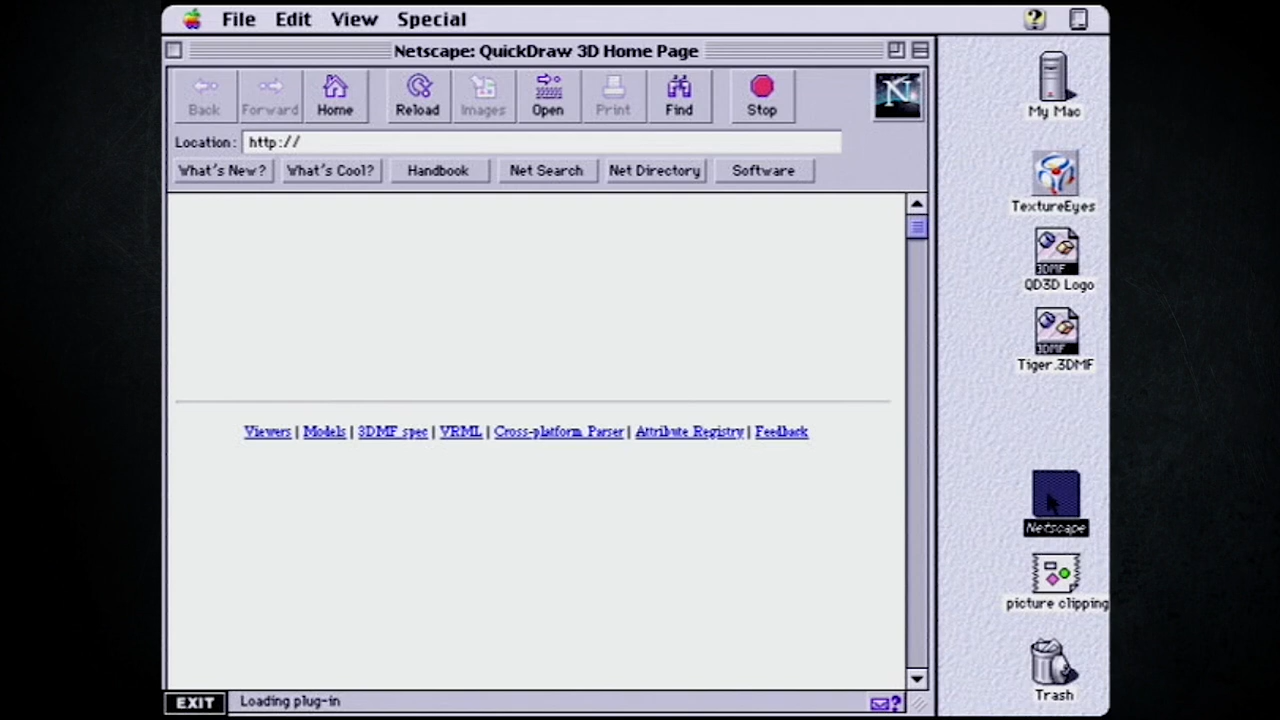 File Edit View Special
Netscape: QuickDraw 3D Home Page
Back Forward Home Reload Images Open Print Find Stop
N
Location: http://
What's New? What's Cool? Handbook Net Search Net Directory Software
Viewers | Models | 3DMF spec | VRML | Cross-platform Parser | Attribute Registry | Feedback
EXIT Loading plug-in
My Mac
TextureEyes
3DMF
QD3D Logo
3DMF
Tiger.3DMF
Netscape
picture clipping
Trash